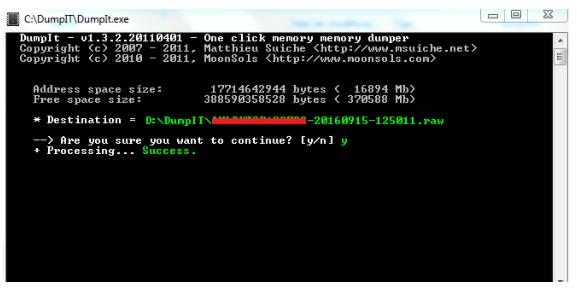 C:\DumpIT\DumpIt.exe
DumpIt - v1.3.2.20110401 - One click memory memory dumper
Copyright (c) 2007 - 2011, Matthieu Suiche <http://www.msuiche.net>
Copyright (c) 2010 - 2011, MoonSols <http://www.moonsols.com>
Address space size: 17714642944 bytes ( 16894 Mb)
Free space size: 388590358528 bytes ( 370588 Mb)
* Destination = D:\DumpIT\-20160915-125011.raw
--> Are you sure you want to continue? [y/n] y
+ Processing... Success.